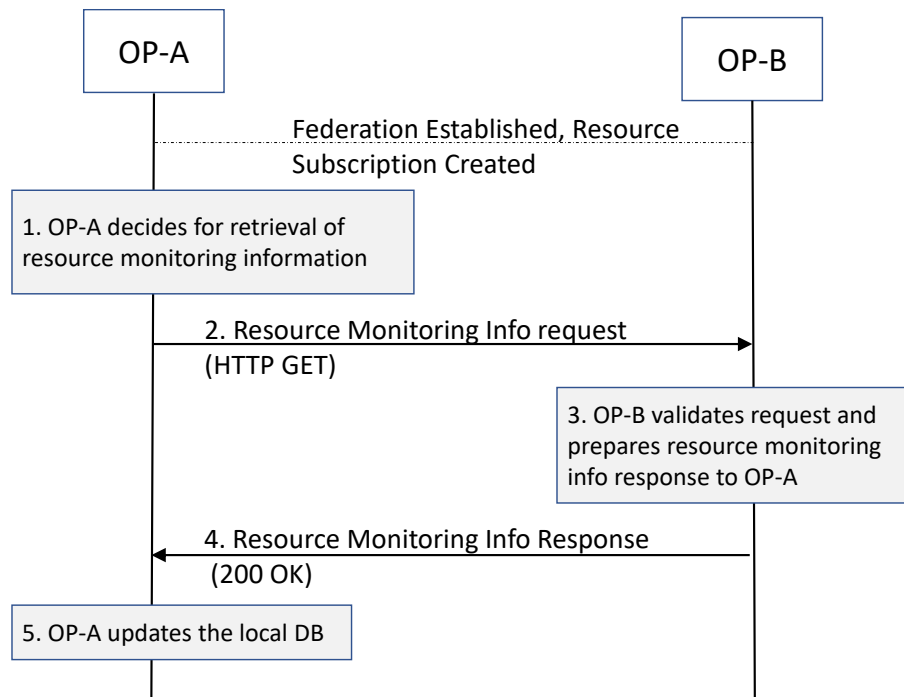 OP-A
OP-B
Federation Established, Resource
Subscription Created
1. OP-A decides for retrieval of
resource monitoring information
2. Resource Monitoring Info request
(HTTP GET)
3. OP-B validates request and
prepares resource monitoring
info response to OP-A
4. Resource Monitoring Info Response
(200 OK)
5. OP-A updates the local DB